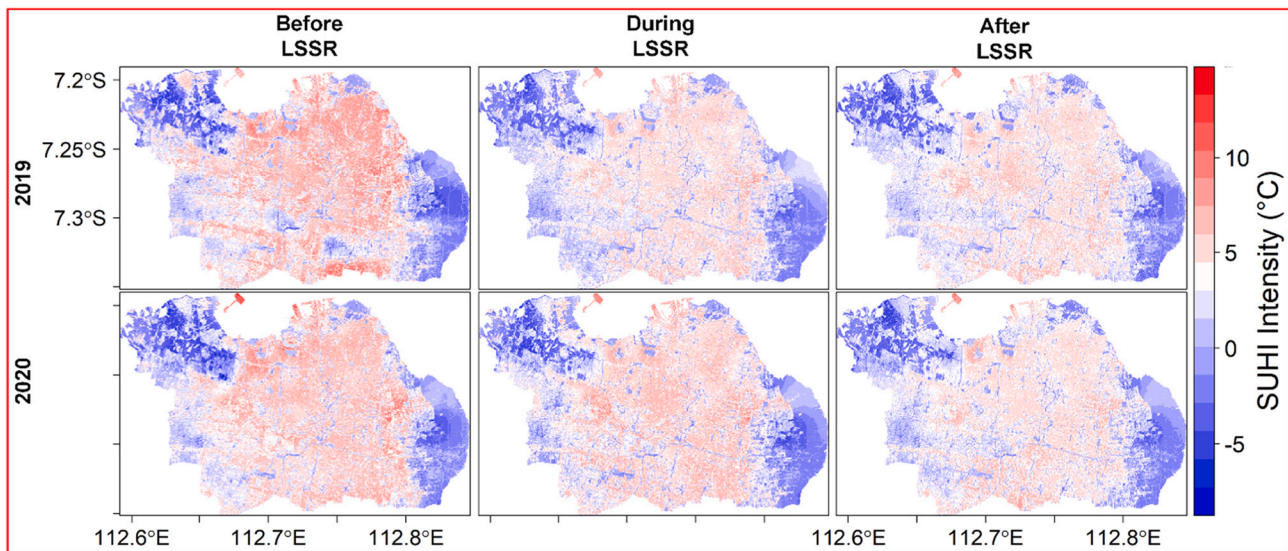 Before
LSSR
During
LSSR
After
LSSR
7.2°S
7.25°S
7.3°S
2019
2020
10
5
0
-5
SUHI Intensity (°C)
112.6°E
112.7°E
112.8°E
112.6°E
112.7°E
112.8°E